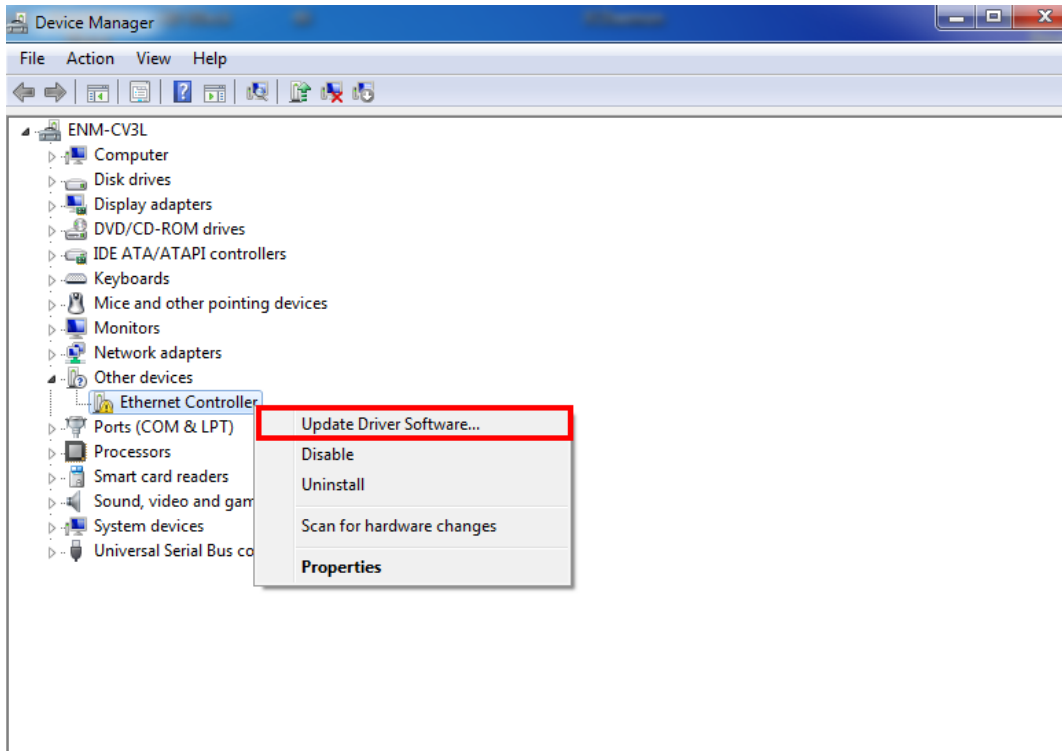 Device Manager
File Action View Help
ENM-CV3L
Computer
Disk drives
Display adapters
DVD/CD-ROM drives
IDE ATA/ATAPI controllers
Keyboards
Mice and other pointing devices
Monitors
Network adapters
Other devices
Ethernet Controller
Ports (COM & LPT)
Processors
Smart card readers
Sound, video and gam
System devices
Universal Serial Bus co
Update Driver Software...
Disable
Uninstall
Scan for hardware changes
Properties